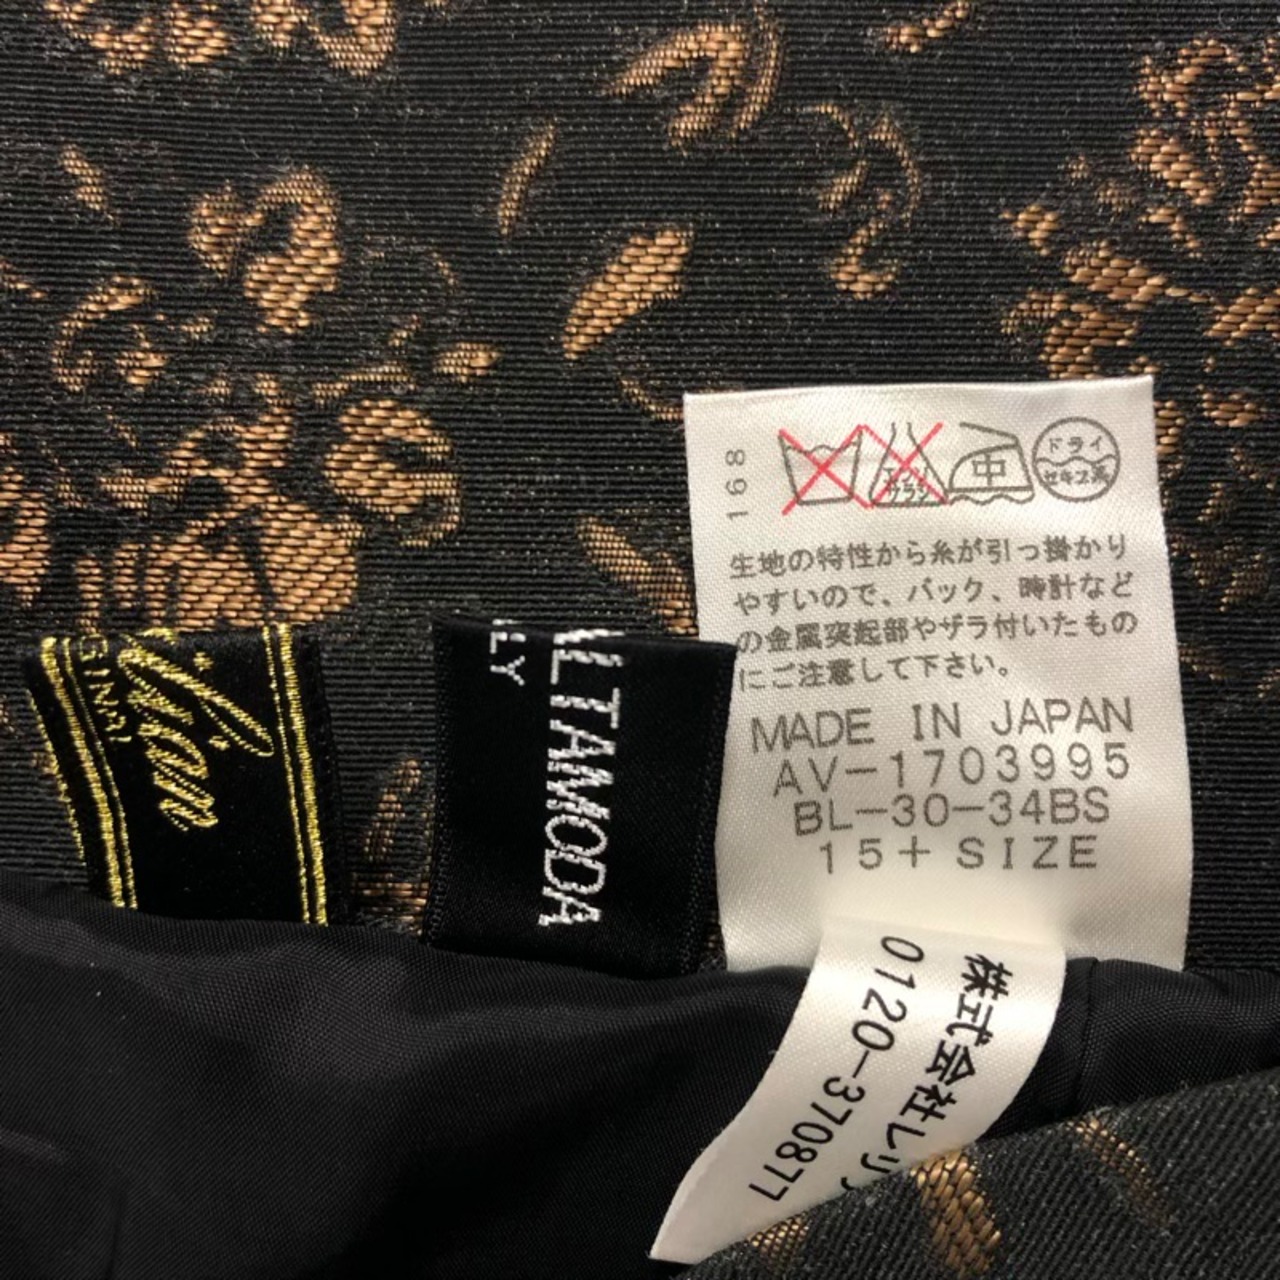 168
中
ドライ
セキユ系
生地の特性から糸が引っ掛かり
やすいので、バック、時計など
の金属突起部やザラ付いたもの
にご注意して下さい。
MADE IN JAPAN
AV-1703995
BL-30-34BS
15+ SIZE
株式会社レリ
0120-370877
ALTAMODA